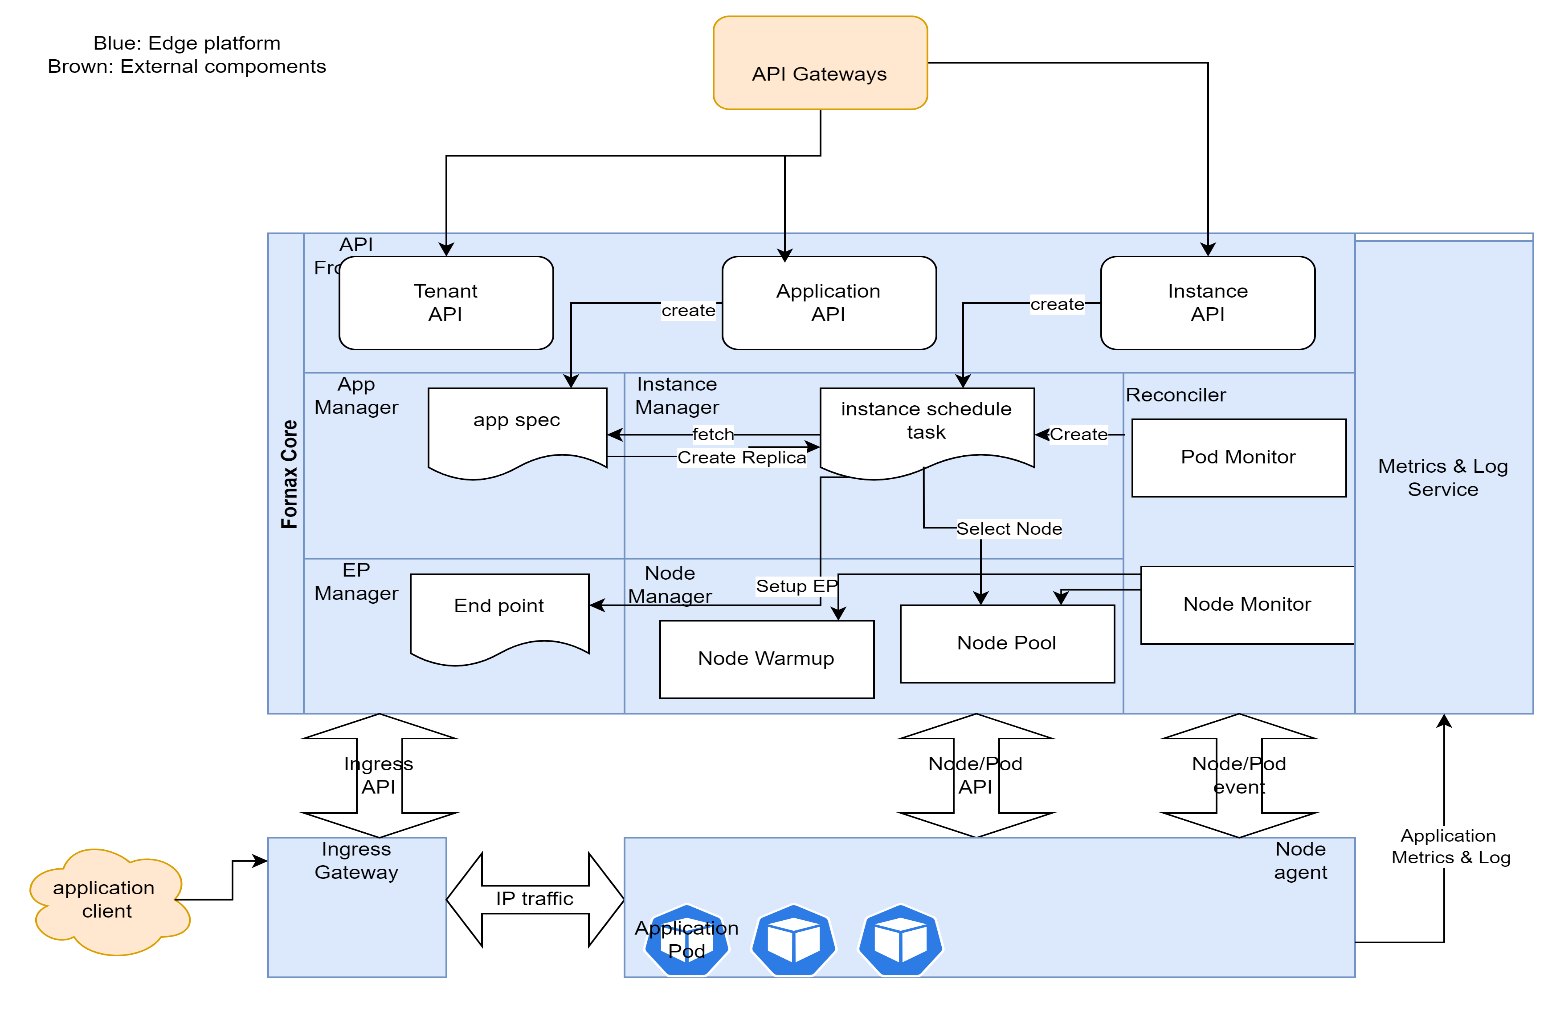 Blue: Edge platform
Brown: External compoments
API Gateways
API
Fro
Tenant
API
Application
API
Instance
API
create
create
App
Manager
app spec
Instance
Manager
instance schedule
task
Reconciler
fetch
Create Replica
Create
Pod Monitor
Metrics & Log
Service
Fornax Core
Select Node
EP
Manager
End point
Node
Manager
Setup EP
Node Warmup
Node Pool
Node Monitor
Ingress
API
Node/Pod
API
Node/Pod
event
Application
Metrics & Log
application
client
Ingress
Gateway
IP traffic
Node
agent
Application
Pod